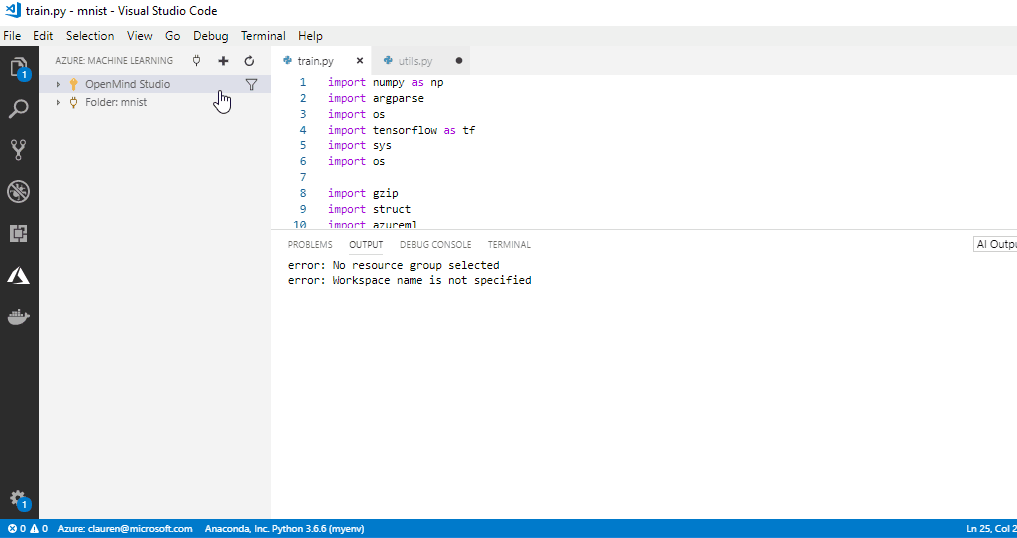 train.py - mnist - Visual Studio Code
File Edit Selection View Go Debug Terminal Help
AZURE: MACHINE LEARNING
OpenMind Studio
Folder: mnist
train.py
utils.py
1 import numpy as np
2 import argparse
3 import os
4 import tensorflow as tf
5 import sys
6 import os
7
8 import gzip
9 import struct
10 import azureml
PROBLEMS OUTPUT DEBUG CONSOLE TERMINAL
AI Outpu
error: No resource group selected
error: Workspace name is not specified
1
1
0 0 Azure: clauren@microsoft.com Anaconda, Inc. Python 3.6.6 (myenv) Ln 25, Col 2